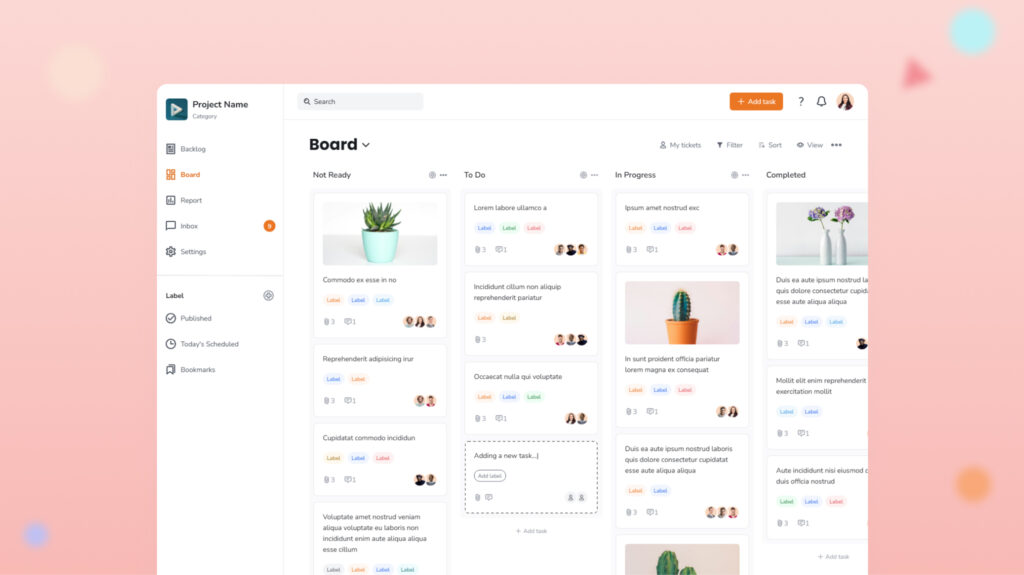 Project Name
Category
Search
+ Add task
?
Backlog
Board
Report
Inbox
9
Settings
Label
Published
Today's Scheduled
Bookmarks
Board
My tickets
Filter
Sort
View
Not Ready
Commodo ex esse in no
Label Label Label
3 1
Reprehenderit adipisicing irur
Label Label
3 1
Cupidatat commodo incididun
Label Label Label
3 1
Voluptate amet nostrud veniam
aliqua voluptate eu laboris non
incididunt enim aute aliqua aliqua
esse cillum
Label Label Label Label
To Do
Lorem labore ullamco a
Label Label Label
3 1
Incididunt cillum non aliquip
reprehenderit pariatur
Label Label
3
Occaecat nulla qui voluptate
Label Label Label
3 1
Adding a new task...|
Add label
+ Add task
In Progress
Ipsum amet nostrud exc
Label Label Label
3 1
In sunt proident officia pariatur
lorem magna ex consequat
Label Label Label
3 1
Duis ea aute ipsum nostrud laboris
quis dolore consectetur cupidatat
esse aute aliqua aliqua
Label Label
3 1
Completed
Duis ea aute ipsum nostrud la
quis dolore consectetur cupida
esse aute aliqua aliqua
Label Label Label
3 1
Mollit elit enim reprehenderit
exercitation mollit
Label Label
3 1
Aute incididunt nisi eiusmod c
duis officia nostrud
Label Label Label
3 1
+ Add task